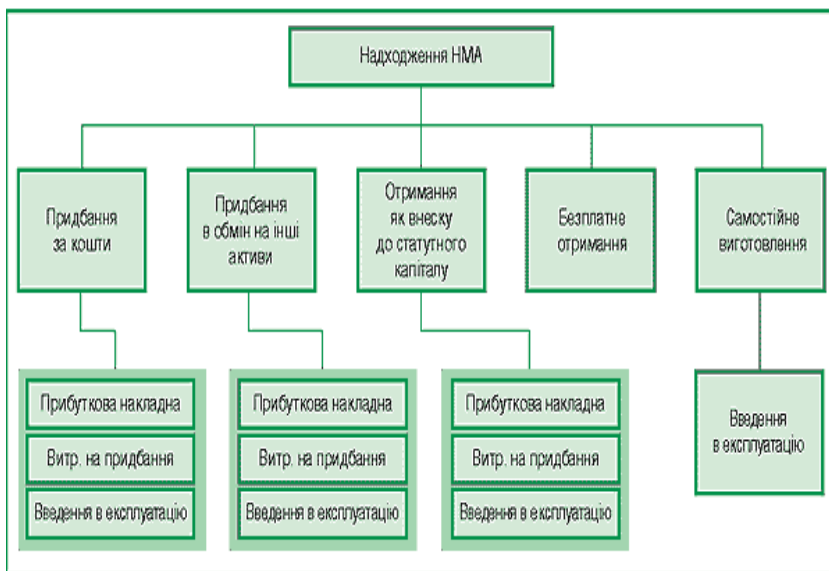 Надходження НМА
Придбання
за кошти
Придбання
в обмін на інші
активи
Отримання
як внеску
до статутного
капіталу
Безплатне
отримання
Самостійне
виготовлення
Прибуткова накладна
Витр. на придбання
Введення в експлуатацію
Прибуткова накладна
Витр. на придбання
Введення в експлуатацію
Прибуткова накладна
Витр. на придбання
Введення в експлуатацію
Введення
в експлуатацію